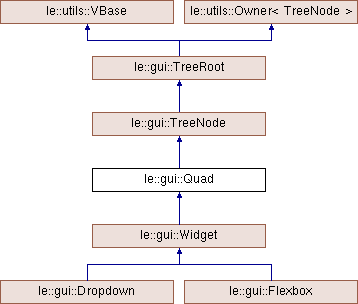 le::utils::VBase
le::utils::Owner< TreeNode >
le::gui::TreeRoot
le::gui::TreeNode
le::gui::Quad
le::gui::Widget
le::gui::Dropdown
le::gui::Flexbox